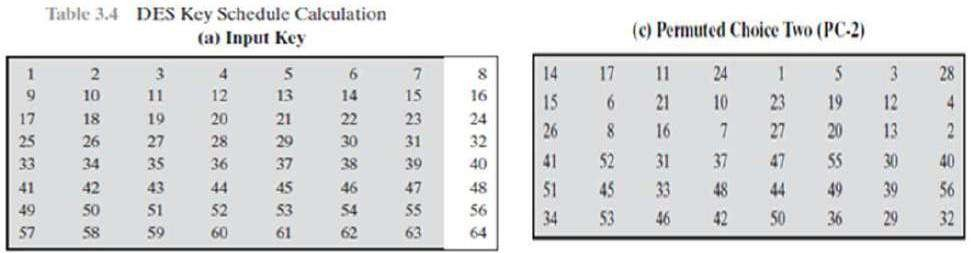 Table 3.4 DES Key Schedule Calculation
(a) Input Key
1 2 3 4 5 6 7 8
9 10 11 12 13 14 15 16
17 18 19 20 21 22 23 24
25 26 27 28 29 30 31 32
33 34 35 36 37 38 39 40
41 42 43 44 45 46 47 48
49 50 51 52 53 54 55 56
57 58 59 60 61 62 63 64
(c) Permuted Choice Two (PC-2)
14 17 11 24 1 5 3 28
15 6 21 10 23 19 12 4
26 8 16 7 27 20 13 2
41 52 31 37 47 55 30 40
51 45 33 48 44 49 39 56
34 53 46 42 50 36 29 32